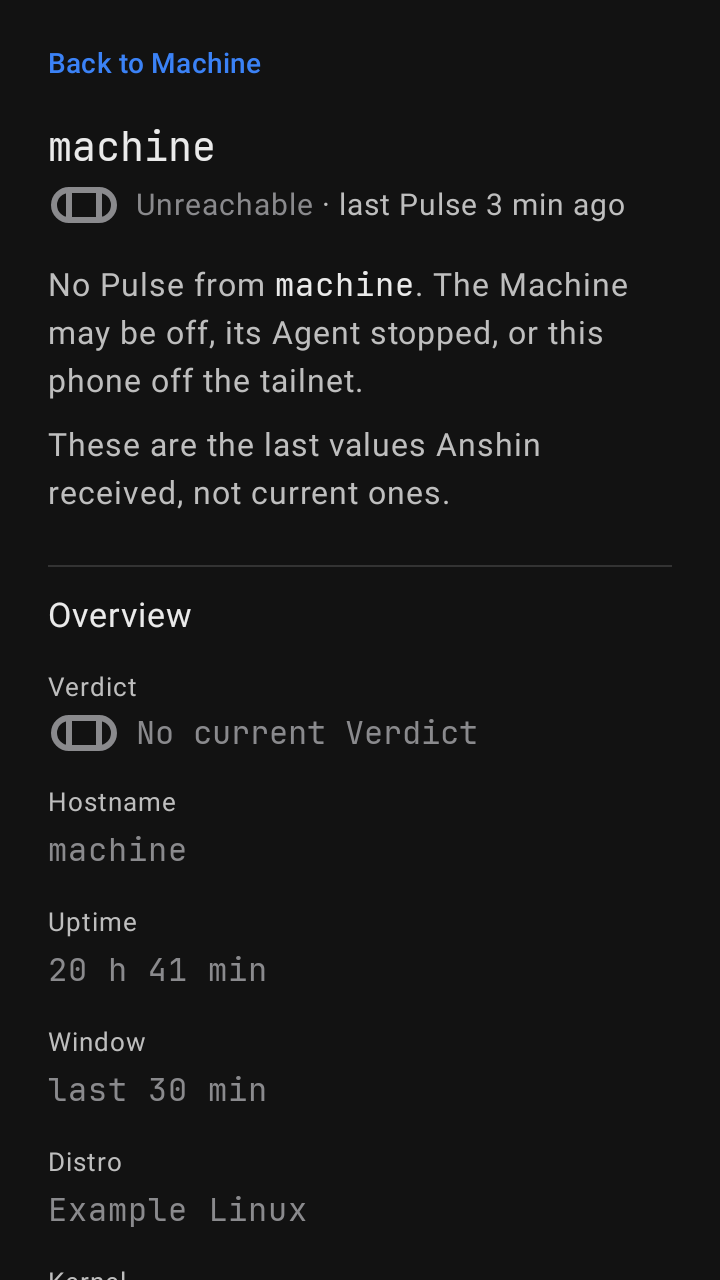 Back to Machine
machine
Unreachable · last Pulse 3 min ago
No Pulse from machine. The Machine
may be off, its Agent stopped, or this
phone off the tailnet.
These are the last values Anshin
received, not current ones.
Overview
Verdict
No current Verdict
Hostname
machine
Uptime
20 h 41 min
Window
last 30 min
Distro
Example Linux
Kernel